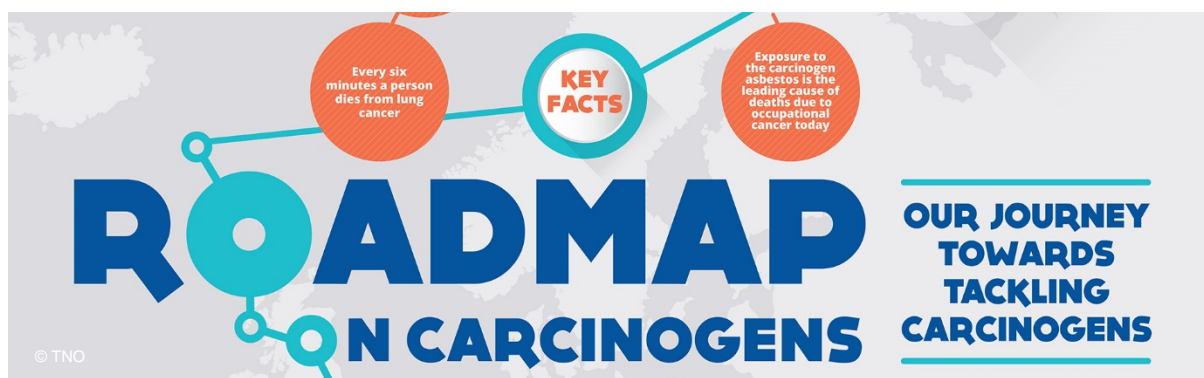 Every six
minutes a person
dies from lung
cancer
KEY
FACTS
Exposure to
the carcinogen
asbestos is the
leading cause of
deaths due to
occupational
cancer today
ROADMAP
ON CARCINOGENS
OUR JOURNEY
TOWARDS
TACKLING
CARCINOGENS
© TNO